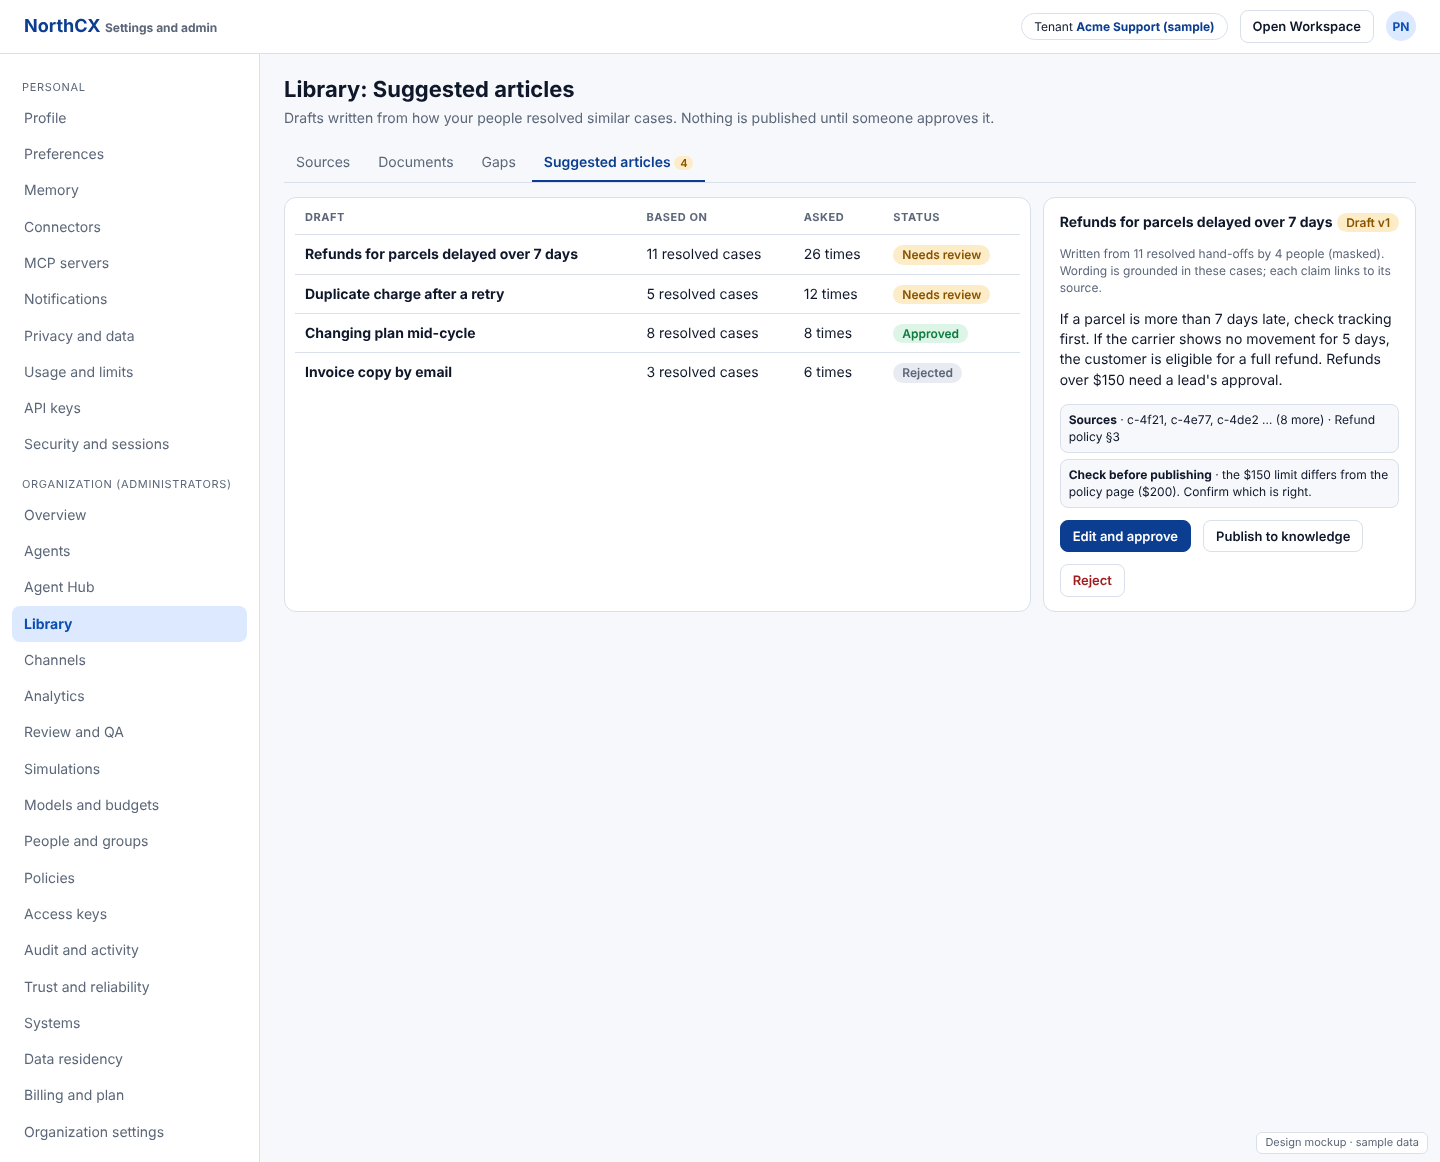 NorthCX Settings and admin
Tenant Acme Support (sample)
Open Workspace
PN
PERSONAL
Profile
Preferences
Memory
Connectors
MCP servers
Notifications
Privacy and data
Usage and limits
API keys
Security and sessions
ORGANIZATION (ADMINISTRATORS)
Overview
Agents
Agent Hub
Library
Channels
Analytics
Review and QA
Simulations
Models and budgets
People and groups
Policies
Access keys
Audit and activity
Trust and reliability
Systems
Data residency
Billing and plan
Organization settings
Library: Suggested articles
Drafts written from how your people resolved similar cases. Nothing is published until someone approves it.
Sources Documents Gaps Suggested articles 4
DRAFT BASED ON ASKED STATUS
Refunds for parcels delayed over 7 days 11 resolved cases 26 times Needs review
Duplicate charge after a retry 5 resolved cases 12 times Needs review
Changing plan mid-cycle 8 resolved cases 8 times Approved
Invoice copy by email 3 resolved cases 6 times Rejected
Refunds for parcels delayed over 7 days Draft v1
Written from 11 resolved hand-offs by 4 people (masked).
Wording is grounded in these cases; each claim links to its
source.
If a parcel is more than 7 days late, check tracking
first. If the carrier shows no movement for 5 days,
the customer is eligible for a full refund. Refunds
over $150 need a lead's approval.
Sources · c-4f21, c-4e77, c-4de2 … (8 more) · Refund
policy §3
Check before publishing · the $150 limit differs from the
policy page ($200). Confirm which is right.
Edit and approve Publish to knowledge
Reject
Design mockup · sample data